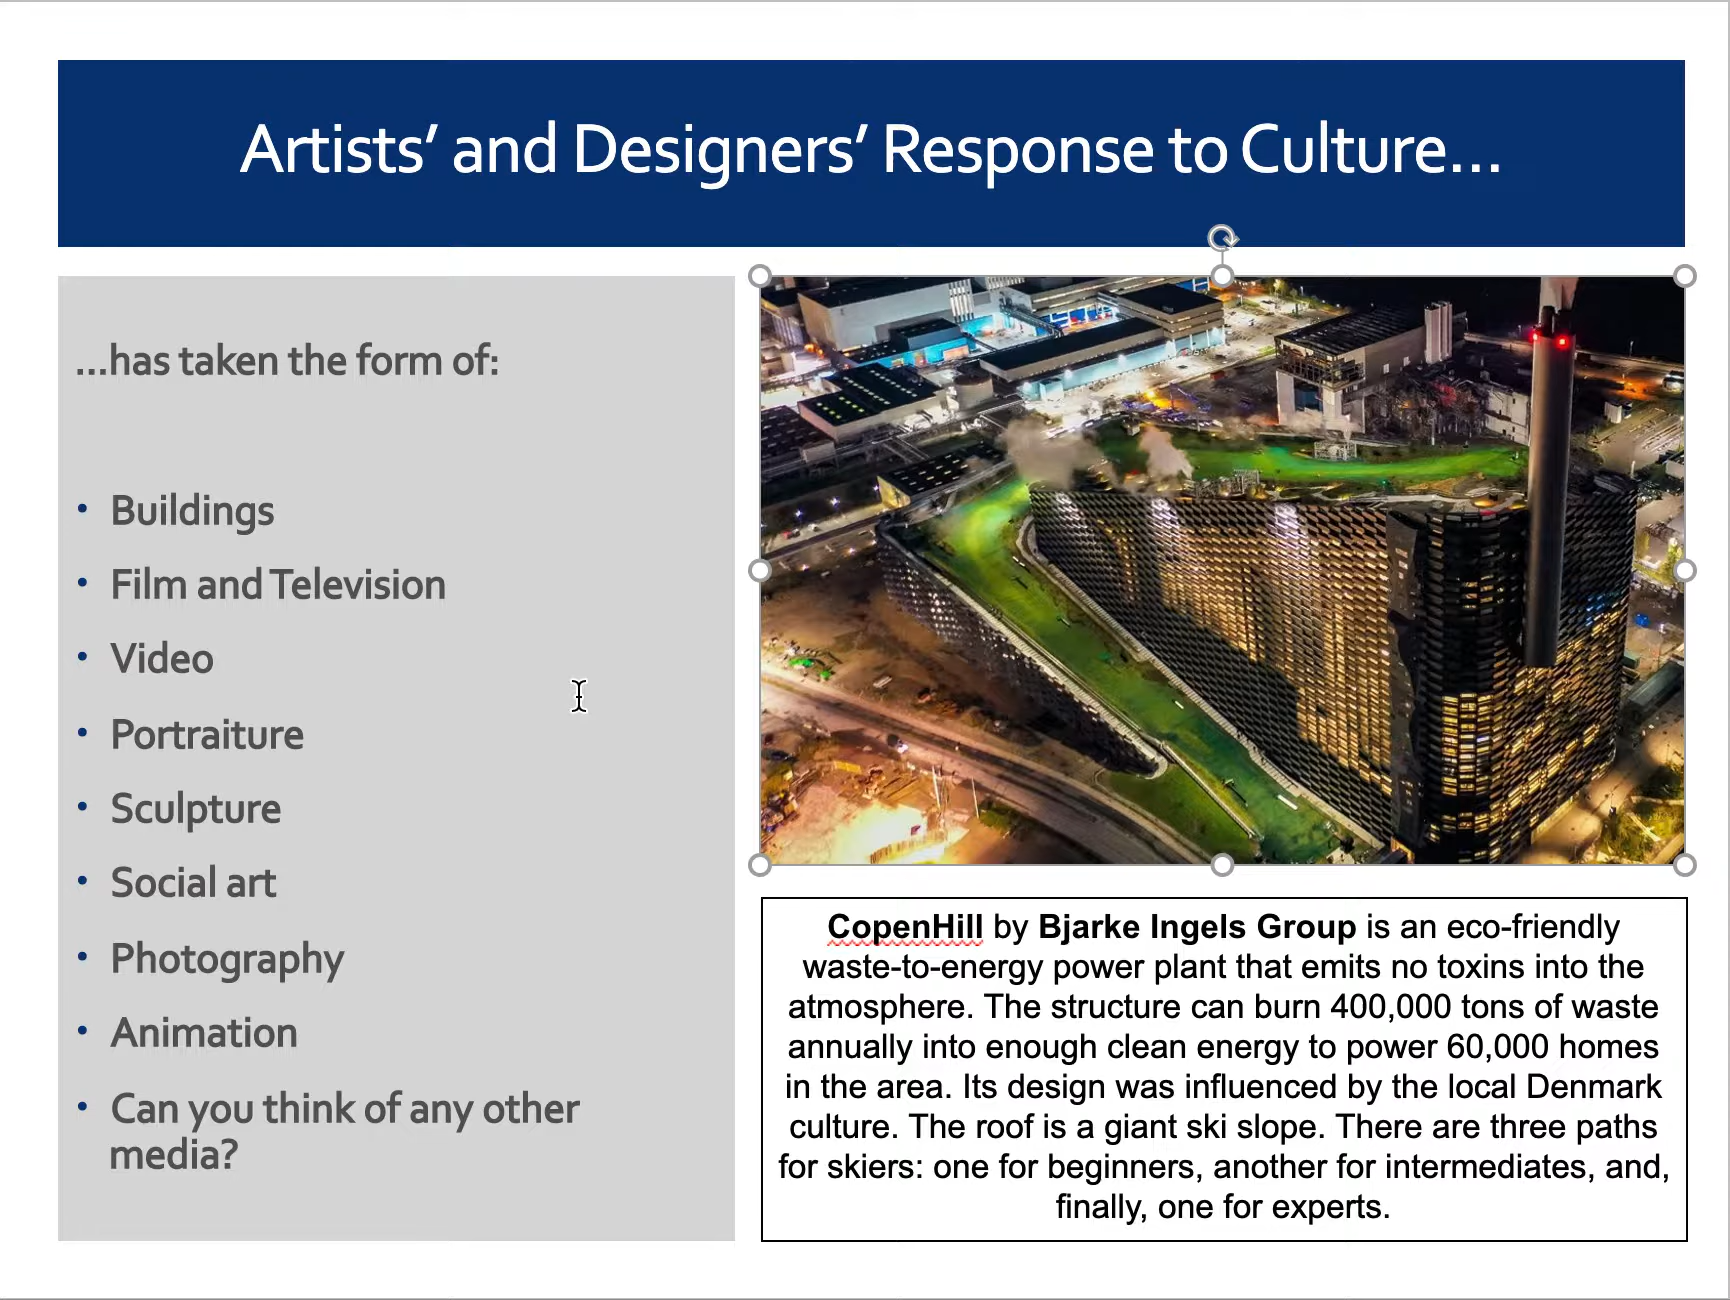 Artists’ and Designers’ Response to Culture…
…has taken the form of:
• Buildings
• Film and Television
• Video
• Portraiture
• Sculpture
• Social art
• Photography
• Animation
• Can you think of any other
media?
CopenHill by Bjarke Ingels Group is an eco-friendly
waste-to-energy power plant that emits no toxins into the
atmosphere. The structure can burn 400,000 tons of waste
annually into enough clean energy to power 60,000 homes
in the area. Its design was influenced by the local Denmark
culture. The roof is a giant ski slope. There are three paths
for skiers: one for beginners, another for intermediates, and,
finally, one for experts.